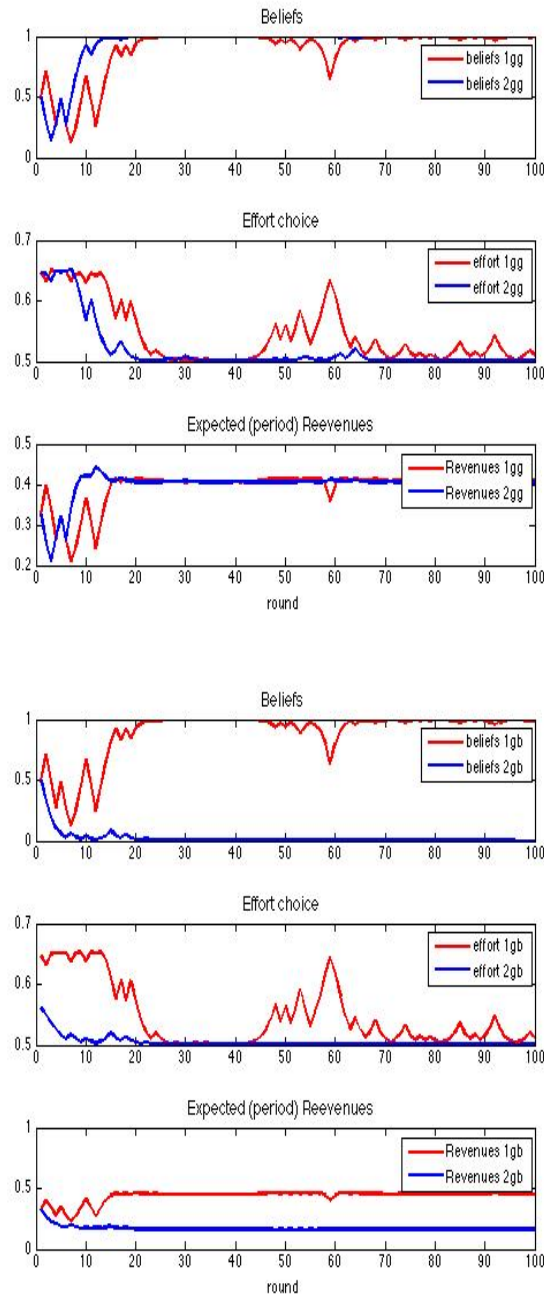 Beliefs
1
0.5
0
beliefs 1gg
beliefs 2gg
0 10 20 30 40 50 60 70 80 90 100
Effort choice
0.7
0.6
0.5
effort 1gg
effort 2gg
0 10 20 30 40 50 60 70 80 90 100
Expected (period) Reevenues
0.5
0.4
0.3
0.2
Revenues 1gg
Revenues 2gg
0 10 20 30 40 50 60 70 80 90 100
round
Beliefs
1
0.5
0
beliefs 1gb
beliefs 2gb
0 10 20 30 40 50 60 70 80 90 100
Effort choice
0.7
0.6
0.5
effort 1gb
effort 2gb
0 10 20 30 40 50 60 70 80 90 100
Expected (period) Reevenues
1
0.5
0
Revenues 1gb
Revenues 2gb
0 10 20 30 40 50 60 70 80 90 100
round